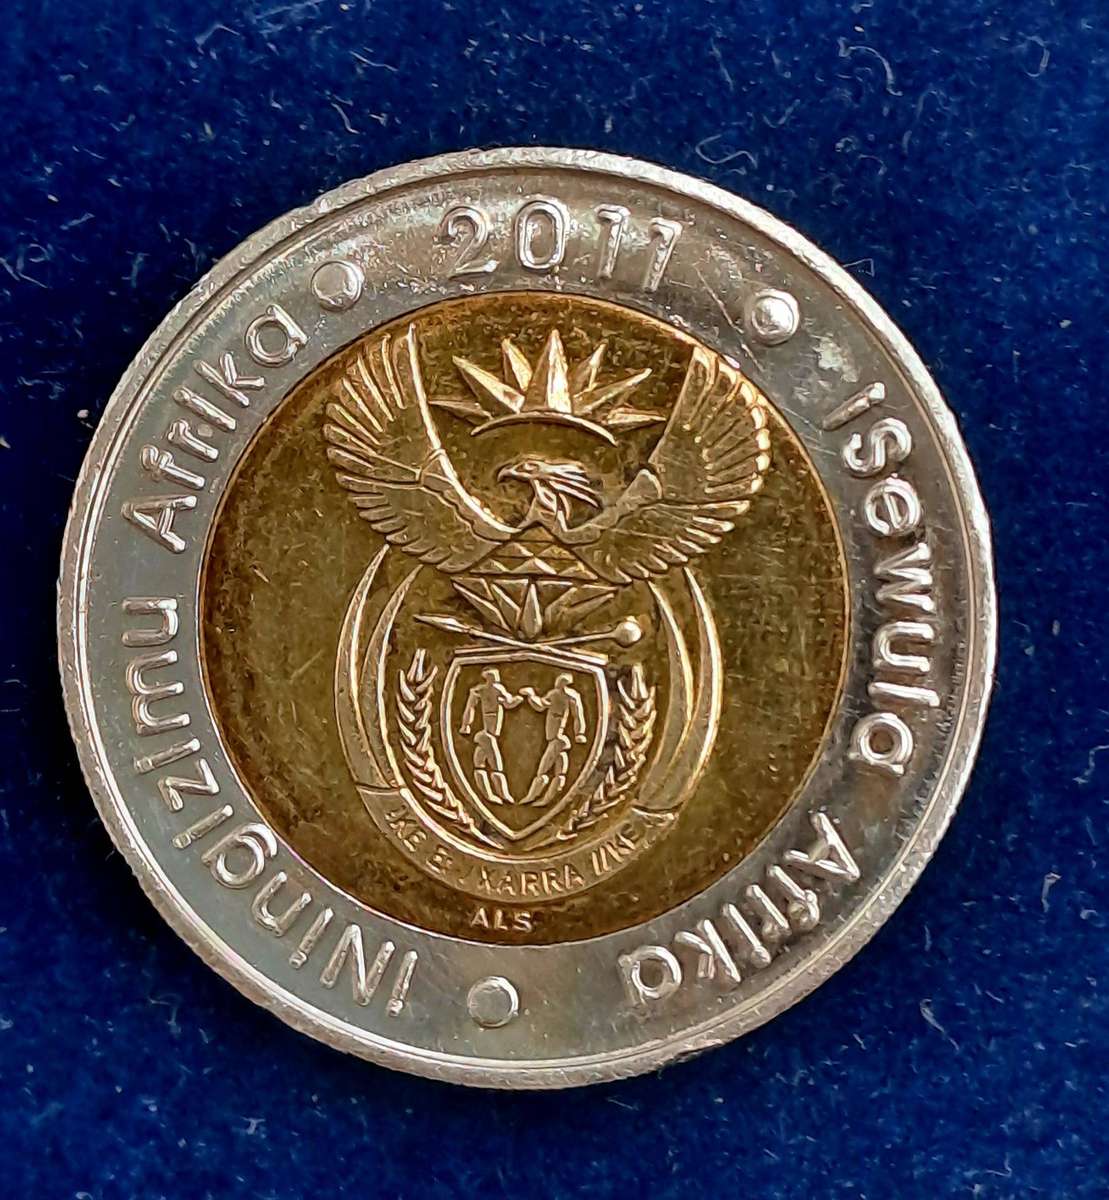 2011
iSewula Afrika
iNingizimu Afrika
!KE E: /XARRA //KE
ALS